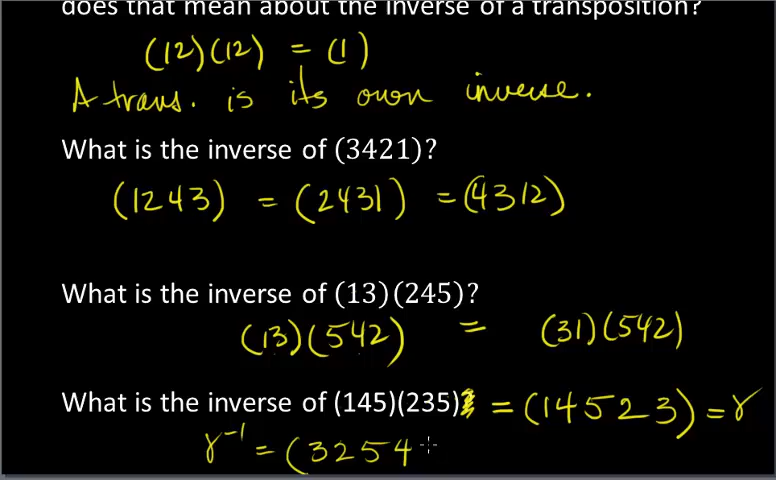 does that mean about the inverse of a transposition?
(12)(12) = (1)
A trans. is its own inverse.
What is the inverse of (3421)?
(1243) = (2431) = (4312)
What is the inverse of (13)(245)?
(13)(542) = (31)(542)
What is the inverse of (145)(235) = (14523) = γ
γ⁻¹ = (3254